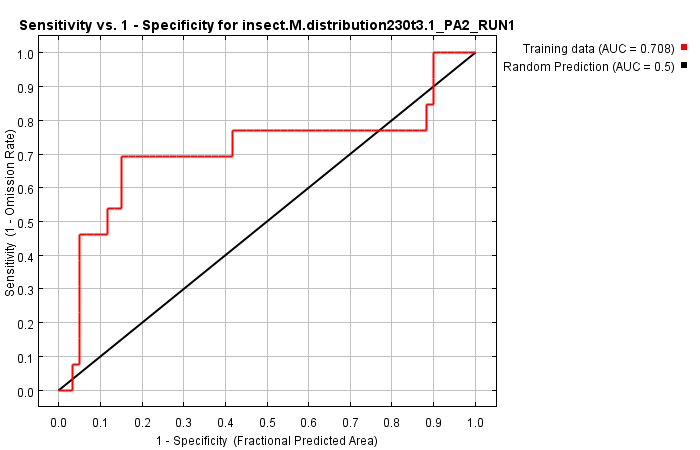 Sensitivity vs. 1 - Specificity for insect.M.distribution230t3.1_PA2_RUN1
Training data (AUC = 0.708)
Random Prediction (AUC = 0.5)
Sensitivity (1 - Omission Rate)
1.0
0.9
0.8
0.7
0.6
0.5
0.4
0.3
0.2
0.1
0.0
0.0 0.1 0.2 0.3 0.4 0.5 0.6 0.7 0.8 0.9 1.0
1 - Specificity (Fractional Predicted Area)